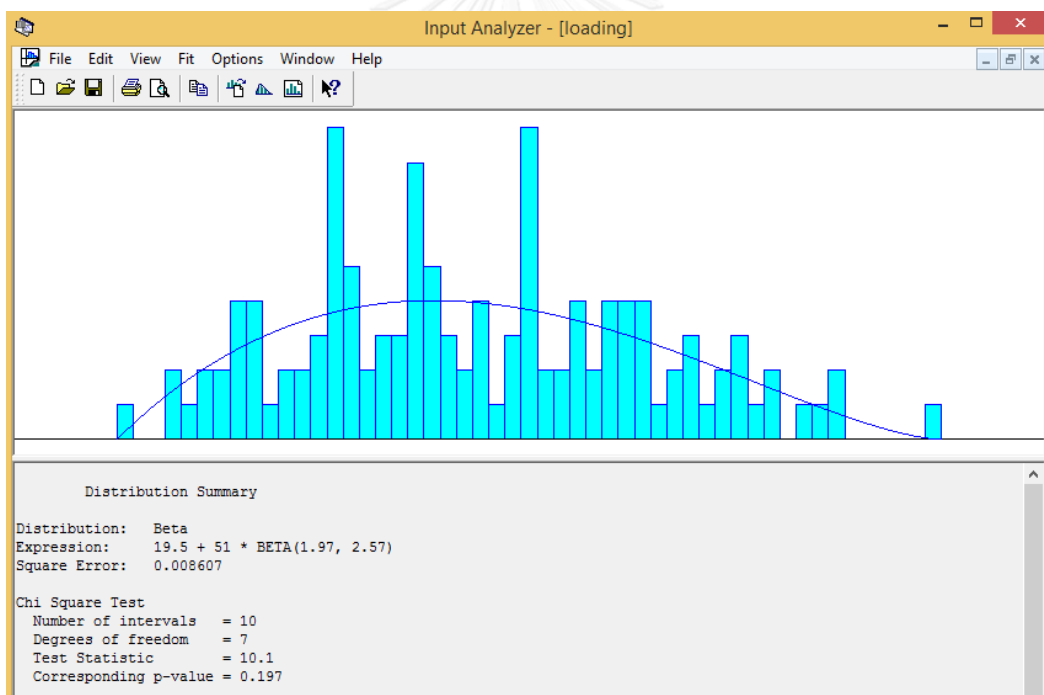 Input Analyzer - [loading]
File Edit View Fit Options Window Help
Distribution Summary
Distribution: Beta
Expression: 19.5 + 51 * BETA(1.97, 2.57)
Square Error: 0.008607
Chi Square Test
Number of intervals = 10
Degrees of freedom = 7
Test Statistic = 10.1
Corresponding p-value = 0.197